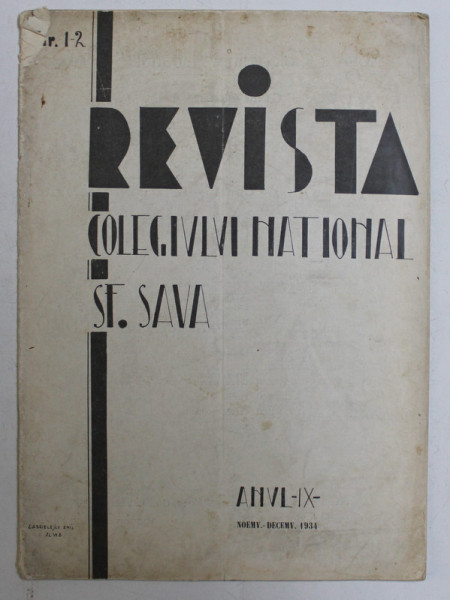 nr. 1-2
REVISTA
COLEGIVLVI NATIONAL
SF. SAVA
ANVL-IX-
NOEMV.-DECEMV. 1934